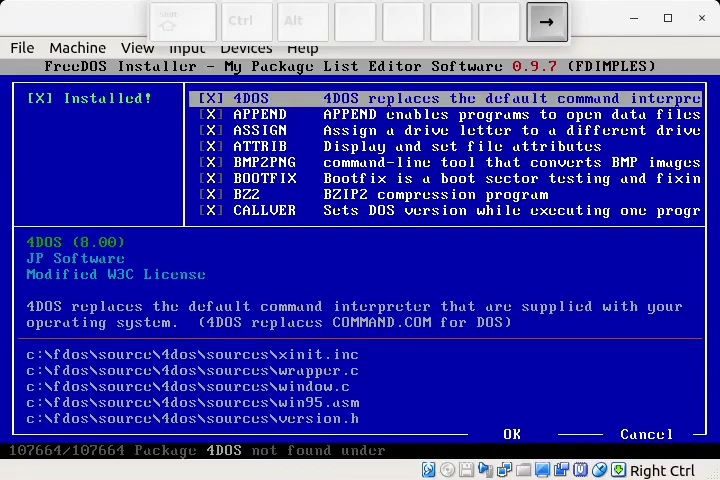 Shift
Ctrl
Alt
→
File Machine View Input Devices Help
FreeDOS Installer - My Package List Editor Software 0.9.7 (FDIMPLES)
[X] Installed!
[X] 4DOS 4DOS replaces the default command interpre
[X] APPEND APPEND enables programs to open data files
[X] ASSIGN Assign a drive letter to a different drive
[X] ATTRIB Display and set file attributes
[X] BMP2PNG command-line tool that converts BMP images
[X] BOOTFIX Bootfix is a boot sector testing and fixin
[X] BZ2 BZIP2 compression program
[X] CALLVER Sets DOS version while executing one progr
4DOS (8.00)
JP Software
Modified W3C License
4DOS replaces the default command interpreter that are supplied with your
operating system. (4DOS replaces COMMAND.COM for DOS)
c:\fdos\source\4dos\sources\xinit.inc
c:\fdos\source\4dos\sources\wrapper.c
c:\fdos\source\4dos\sources\window.c
c:\fdos\source\4dos\sources\win95.asm
c:\fdos\source\4dos\sources\version.h
OK Cancel
107664/107664 Package 4DOS not found under
Right Ctrl